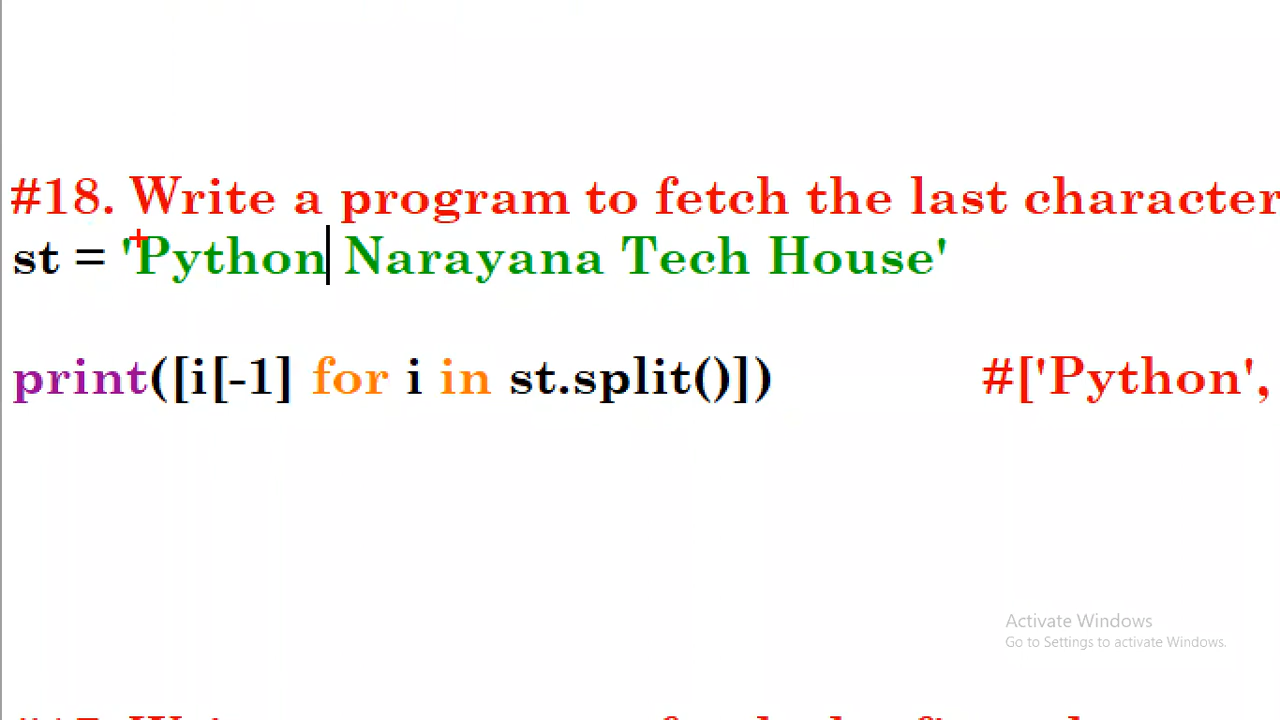 #18. Write a program to fetch the last character
st = 'Python Narayana Tech House'
print([i[-1] for i in st.split()]) #['Python',
Activate Windows
Go to Settings to activate Windows.